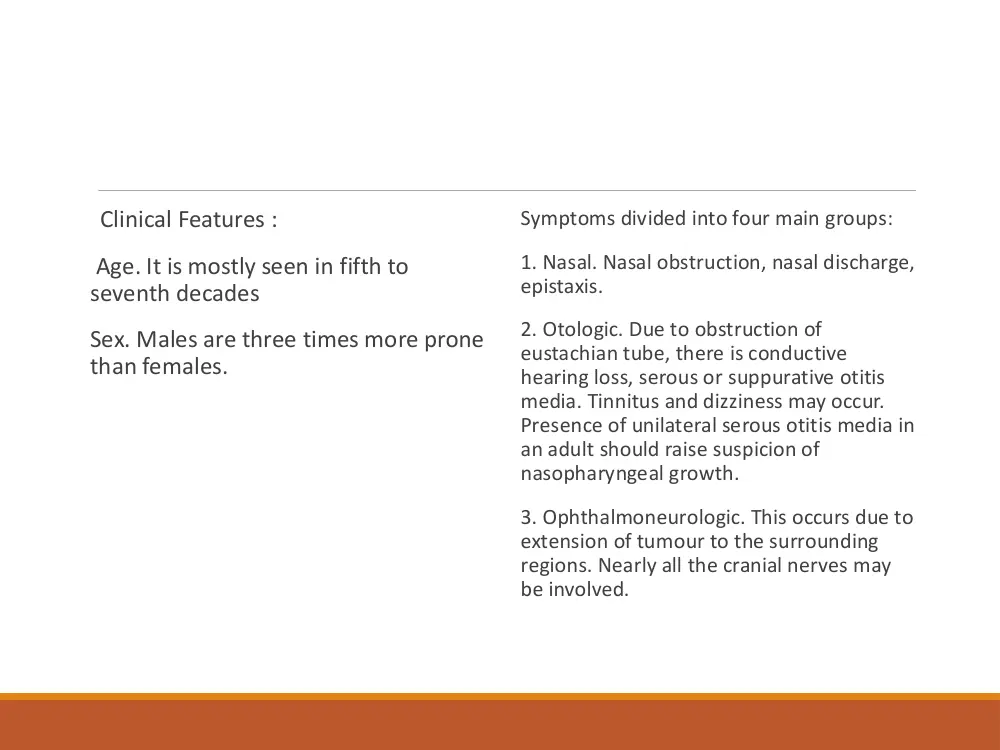 Clinical Features :
Age. It is mostly seen in fifth to
seventh decades
Sex. Males are three times more prone
than females.
Symptoms divided into four main groups:
1. Nasal. Nasal obstruction, nasal discharge,
epistaxis.
2. Otologic. Due to obstruction of
eustachian tube, there is conductive
hearing loss, serous or suppurative otitis
media. Tinnitus and dizziness may occur.
Presence of unilateral serous otitis media in
an adult should raise suspicion of
nasopharyngeal growth.
3. Ophthalmoneurologic. This occurs due to
extension of tumour to the surrounding
regions. Nearly all the cranial nerves may
be involved.